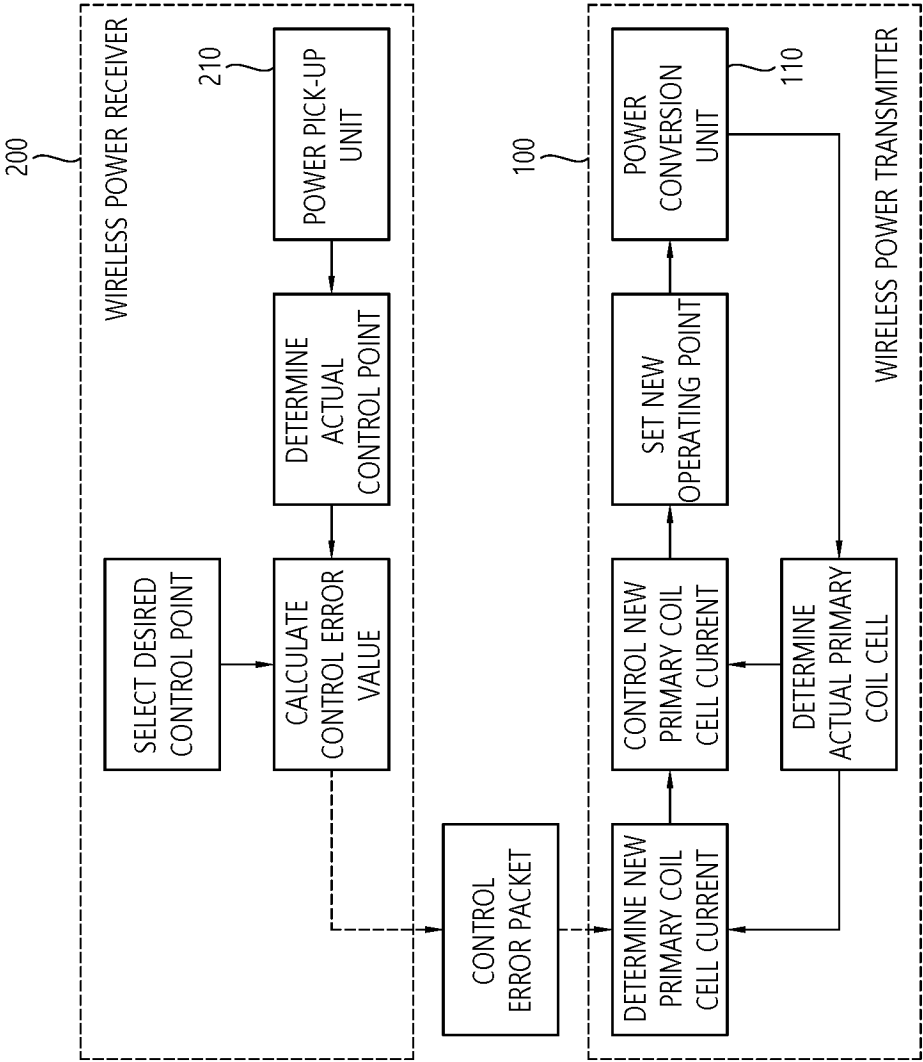 200
WIRELESS POWER RECEIVER
SELECT DESIRED
CONTROL POINT
210
CALCULATE
CONTROL ERROR
VALUE
DETERMINE
ACTUAL
CONTROL POINT
POWER PICK-UP
UNIT
CONTROL
ERROR PACKET
100
DETERMINE NEW
PRIMARY COIL
CELL CURRENT
CONTROL NEW
PRIMARY COIL
CELL CURRENT
SET NEW
OPERATING POINT
POWER
CONVERSION
UNIT
110
DETERMINE
ACTUAL PRIMARY
COIL CELL
WIRELESS POWER TRANSMITTER